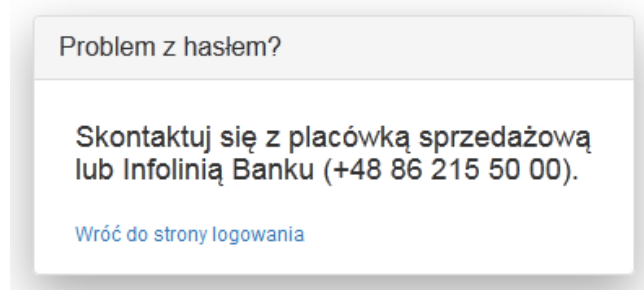 Problem z hasłem?
Skontaktuj się z placówką sprzedażową
lub Infolinią Banku (+48 86 215 50 00).
Wróć do strony logowania